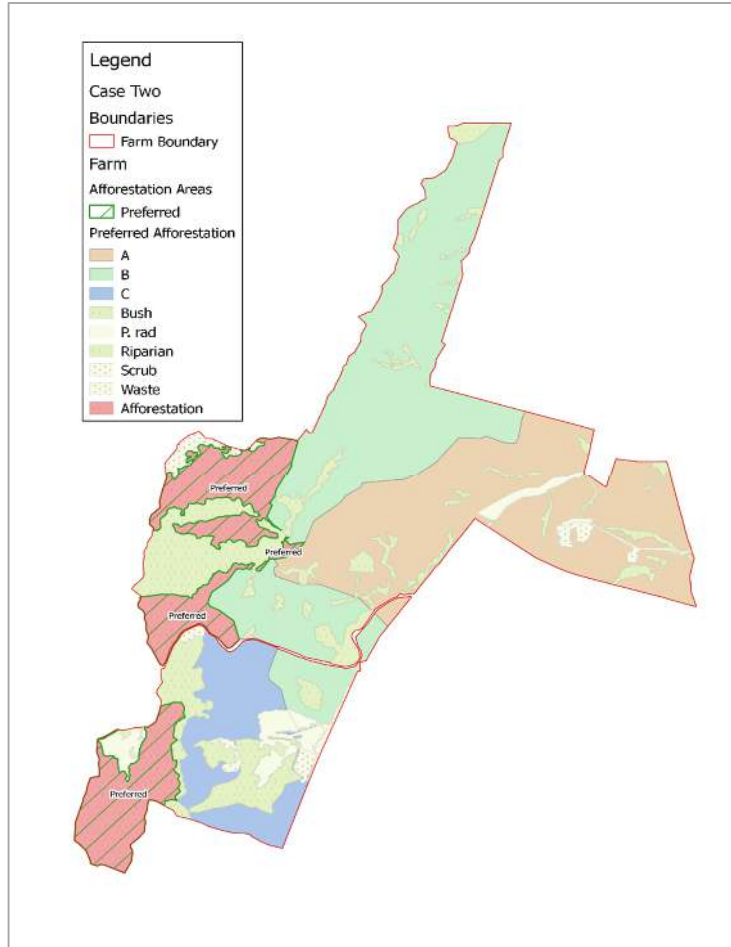 Legend
Case Two
Boundaries
Farm Boundary
Farm
Afforestation Areas
Preferred
Preferred Afforestation
A
B
C
Bush
P. rad
Riparian
Scrub
Waste
Afforestation
Preferred
Preferred
Preferred
Preferred